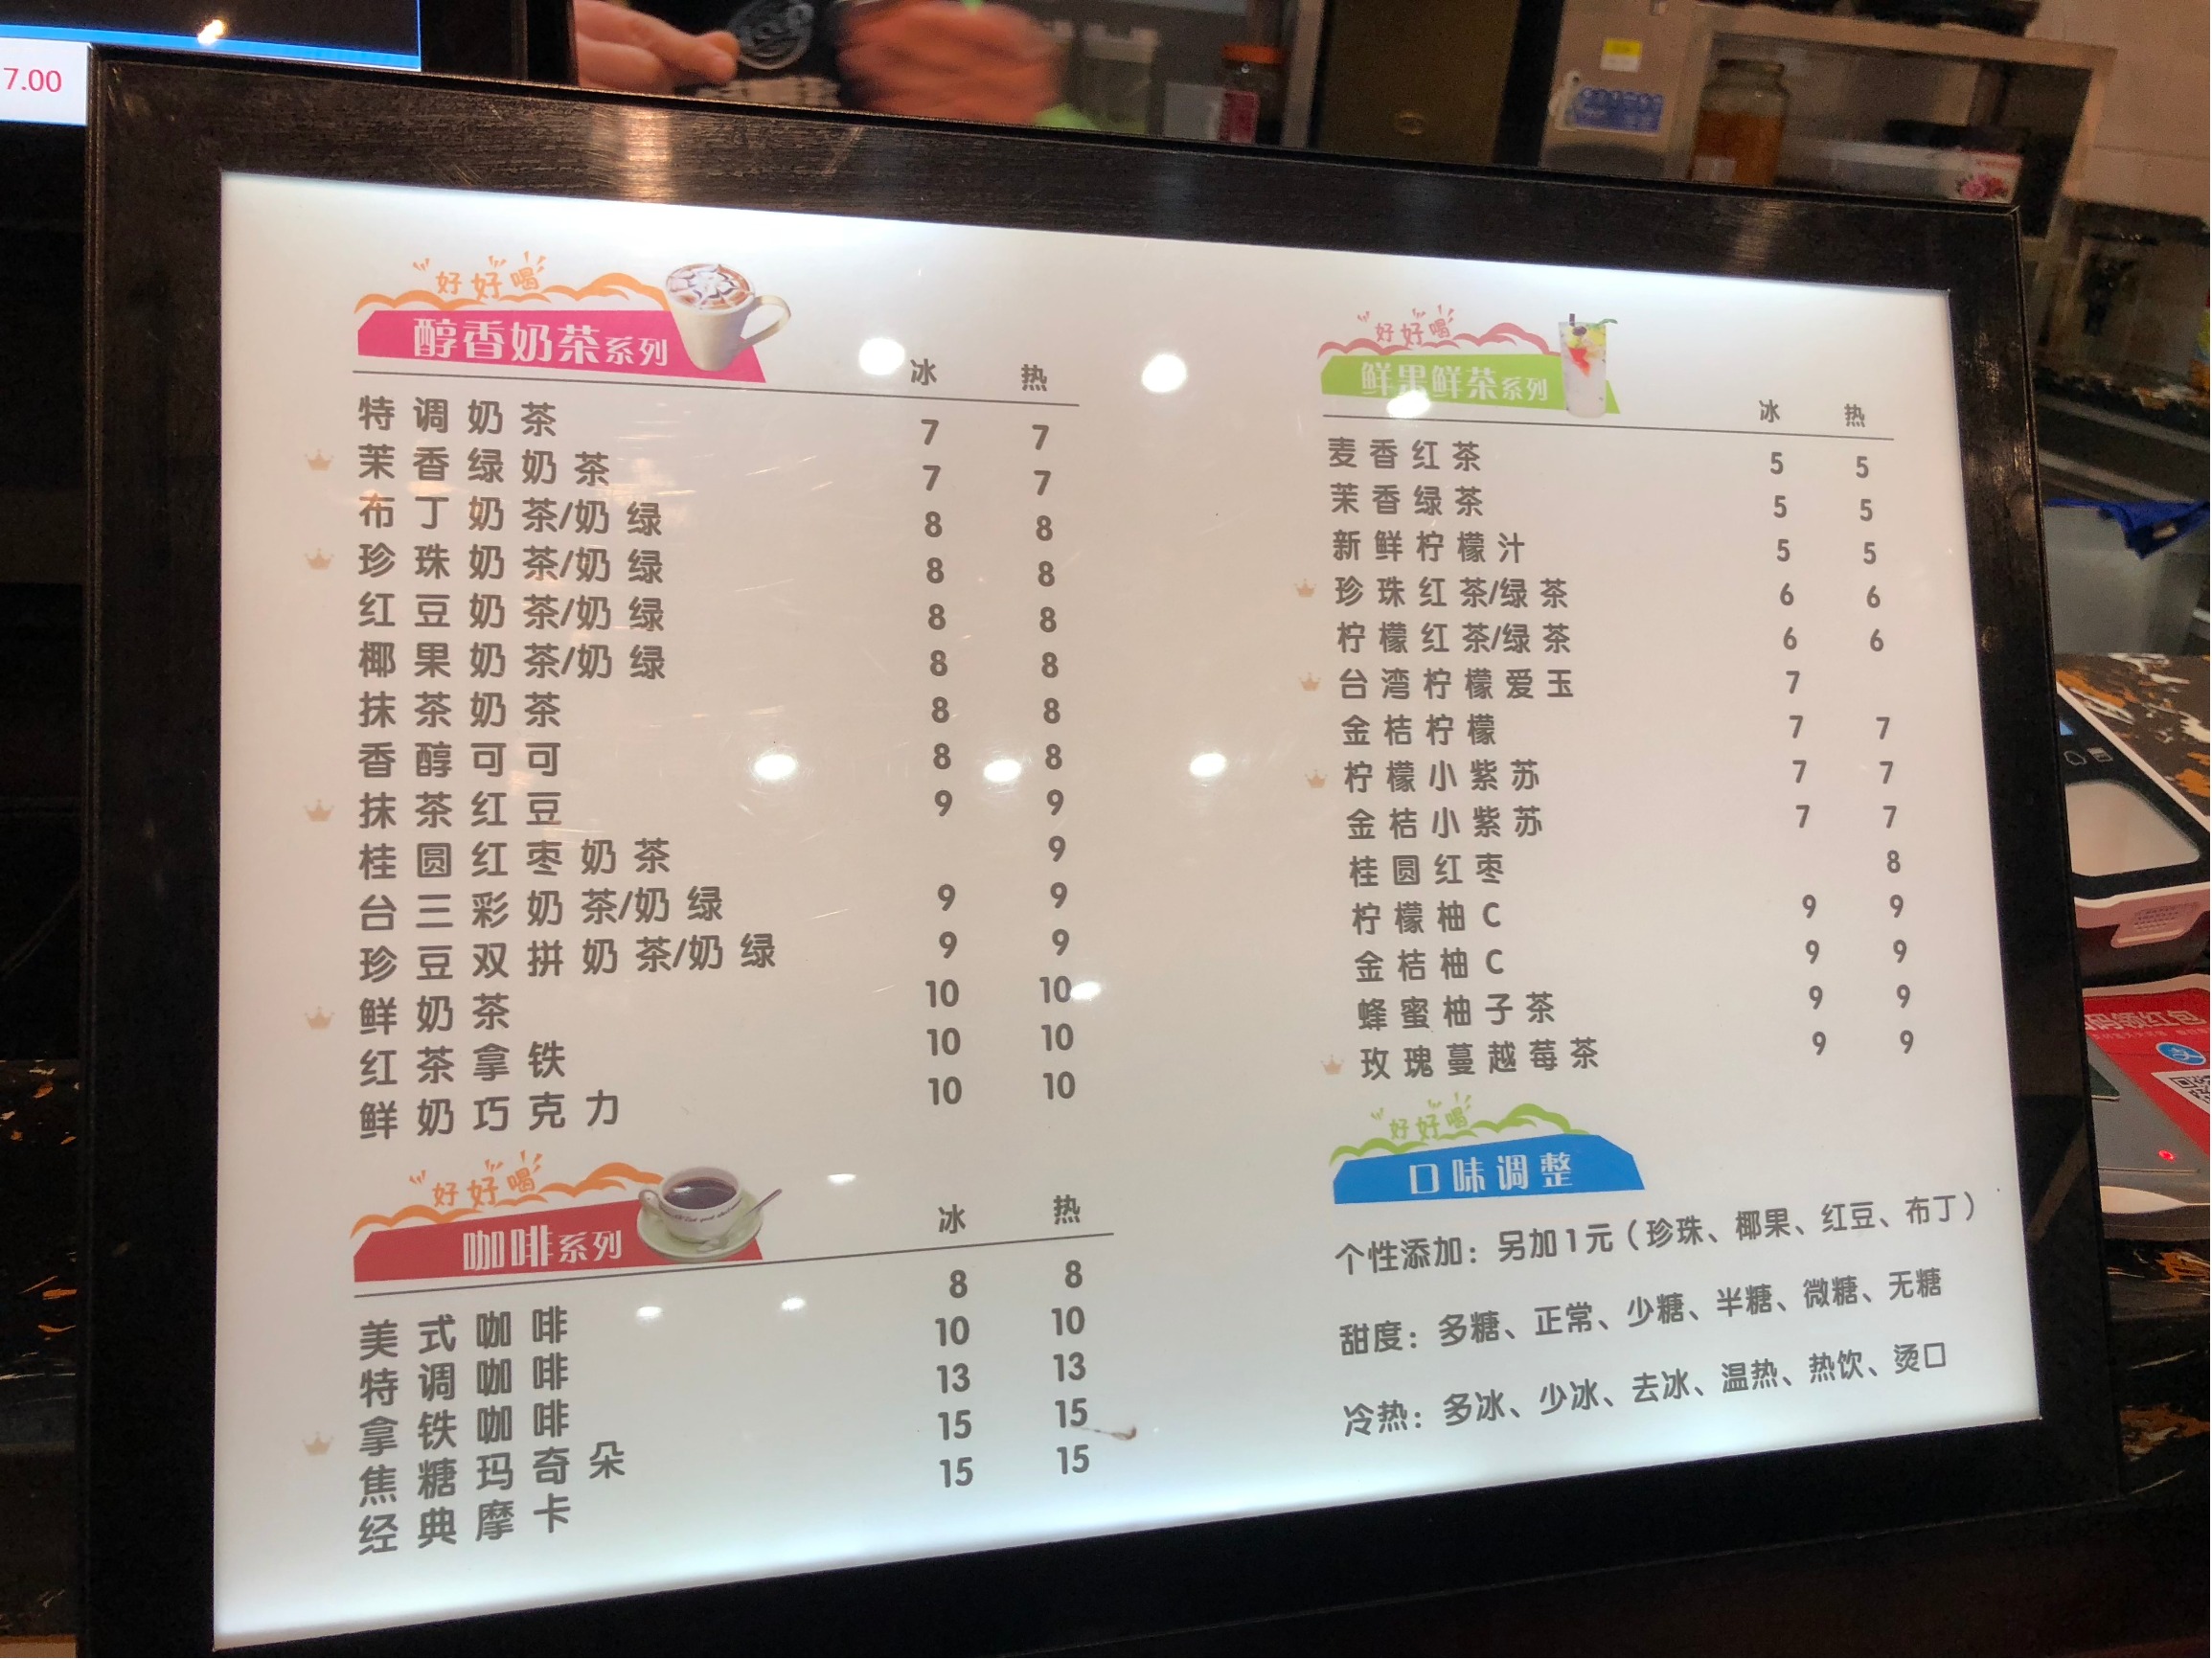 7.00
好好喝
醇香奶茶系列
冰 热
特调奶茶 7 7
茉香绿奶茶 7 7
布丁奶茶/奶绿 8 8
珍珠奶茶/奶绿 8 8
红豆奶茶/奶绿 8 8
椰果奶茶/奶绿 8 8
抹茶奶茶 8 8
香醇可可 8 8
抹茶红豆 9 9
桂圆红枣奶茶 9
台三彩奶茶/奶绿 9 9
珍豆双拼奶茶/奶绿 9 9
鲜奶茶 10 10
红茶拿铁 10 10
鲜奶巧克力 10 10
好好喝
咖啡系列
冰 热
美式咖啡 8 8
特调咖啡 10 10
拿铁咖啡 13 13
焦糖玛奇朵 15 15
经典摩卡 15 15
好好喝
鲜果鲜茶系列
冰 热
麦香红茶 5 5
茉香绿茶 5 5
新鲜柠檬汁 5 5
珍珠红茶/绿茶 6 6
柠檬红茶/绿茶 6 6
台湾柠檬爱玉 7
金桔柠檬 7 7
柠檬小紫苏 7 7
金桔小紫苏 7 7
桂圆红枣 8
柠檬柚C 9 9
金桔柚C 9 9
蜂蜜柚子茶 9 9
玫瑰蔓越莓茶 9 9
好好喝
口味调整
个性添加：另加1元（珍珠、椰果、红豆、布丁）
甜度：多糖、正常、少糖、半糖、微糖、无糖
冷热：多冰、少冰、去冰、温热、热饮、烫口
码领红包